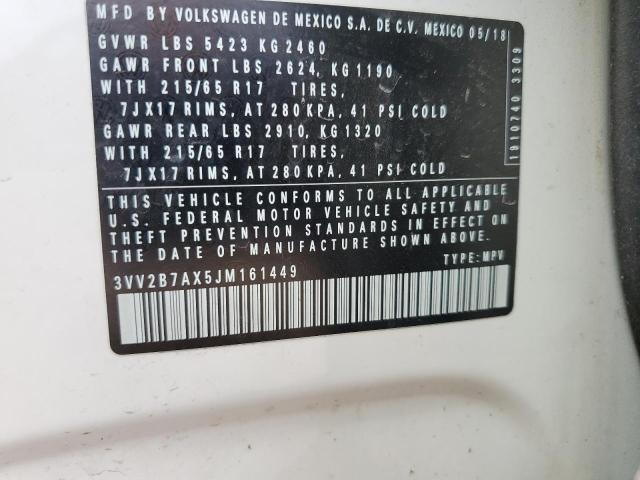 MFD BY VOLKSWAGEN DE MEXICO S.A. DE C.V. MEXICO 05/18
GVWR LBS 5423 KG 2460
GAWR FRONT LBS 2624, KG 1190
WITH 215/65 R17 TIRES,
7JX17 RIMS, AT 280 KPA, 41 PSI COLD
GAWR REAR LBS 2910, KG 1320
WITH 215/65 R17 TIRES,
7JX17 RIMS, AT 280 KPA, 41 PSI COLD
1910740 3309
THIS VEHICLE CONFORMS TO ALL APPLICABLE
U.S. FEDERAL MOTOR VEHICLE SAFETY AND
THEFT PREVENTION STANDARDS IN EFFECT ON
THE DATE OF MANUFACTURE SHOWN ABOVE.
3VV2B7AX5JM161449
TYPE: MPV